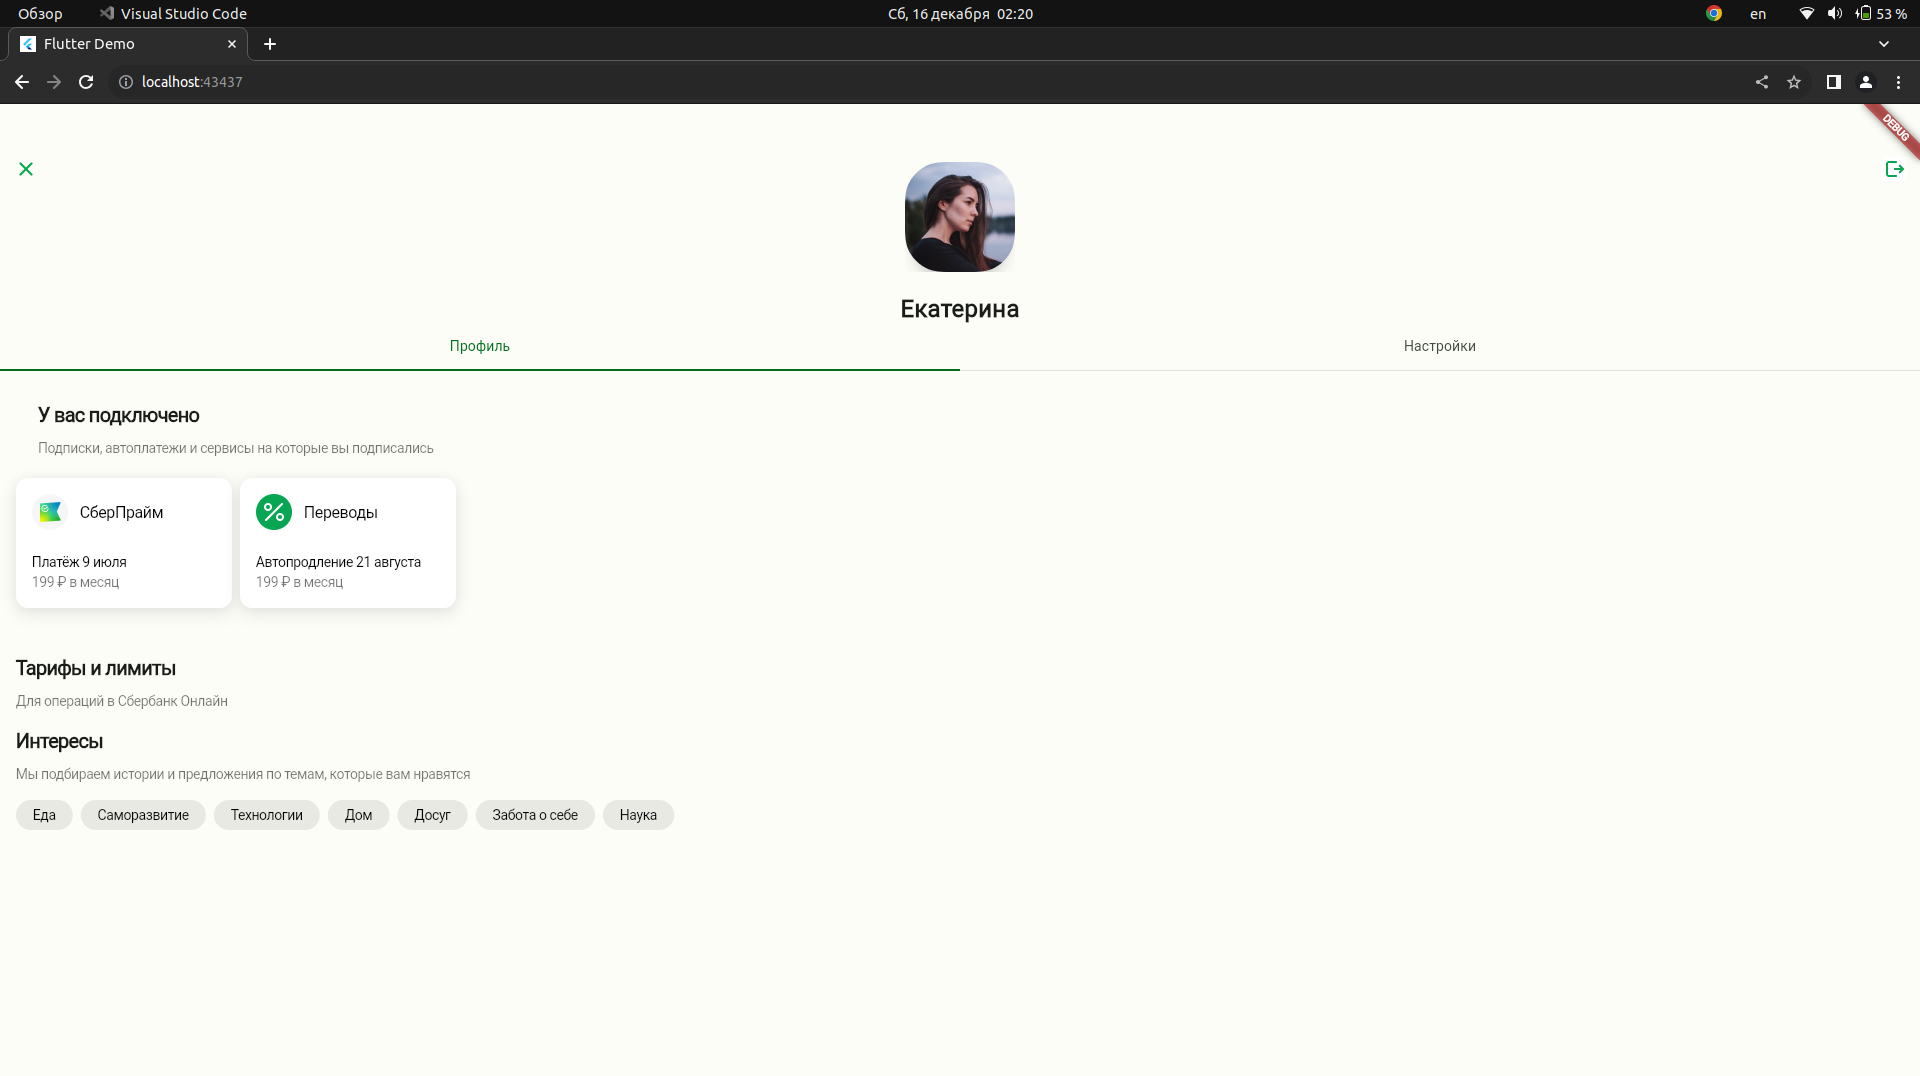 Обзор Visual Studio Code Сб, 16 декабря 02:20 en 53 %
Flutter Demo
localhost:43437
DEBUG
Екатерина
Профиль Настройки
У вас подключено
Подписки, автоплатежи и сервисы на которые вы подписались
СберПрайм Переводы
Платёж 9 июля Автопродление 21 августа
199 ₽ в месяц 199 ₽ в месяц
Тарифы и лимиты
Для операций в Сбербанк Онлайн
Интересы
Мы подбираем истории и предложения по темам, которые вам нравятся
Еда Саморазвитие Технологии Дом Досуг Забота о себе Наука